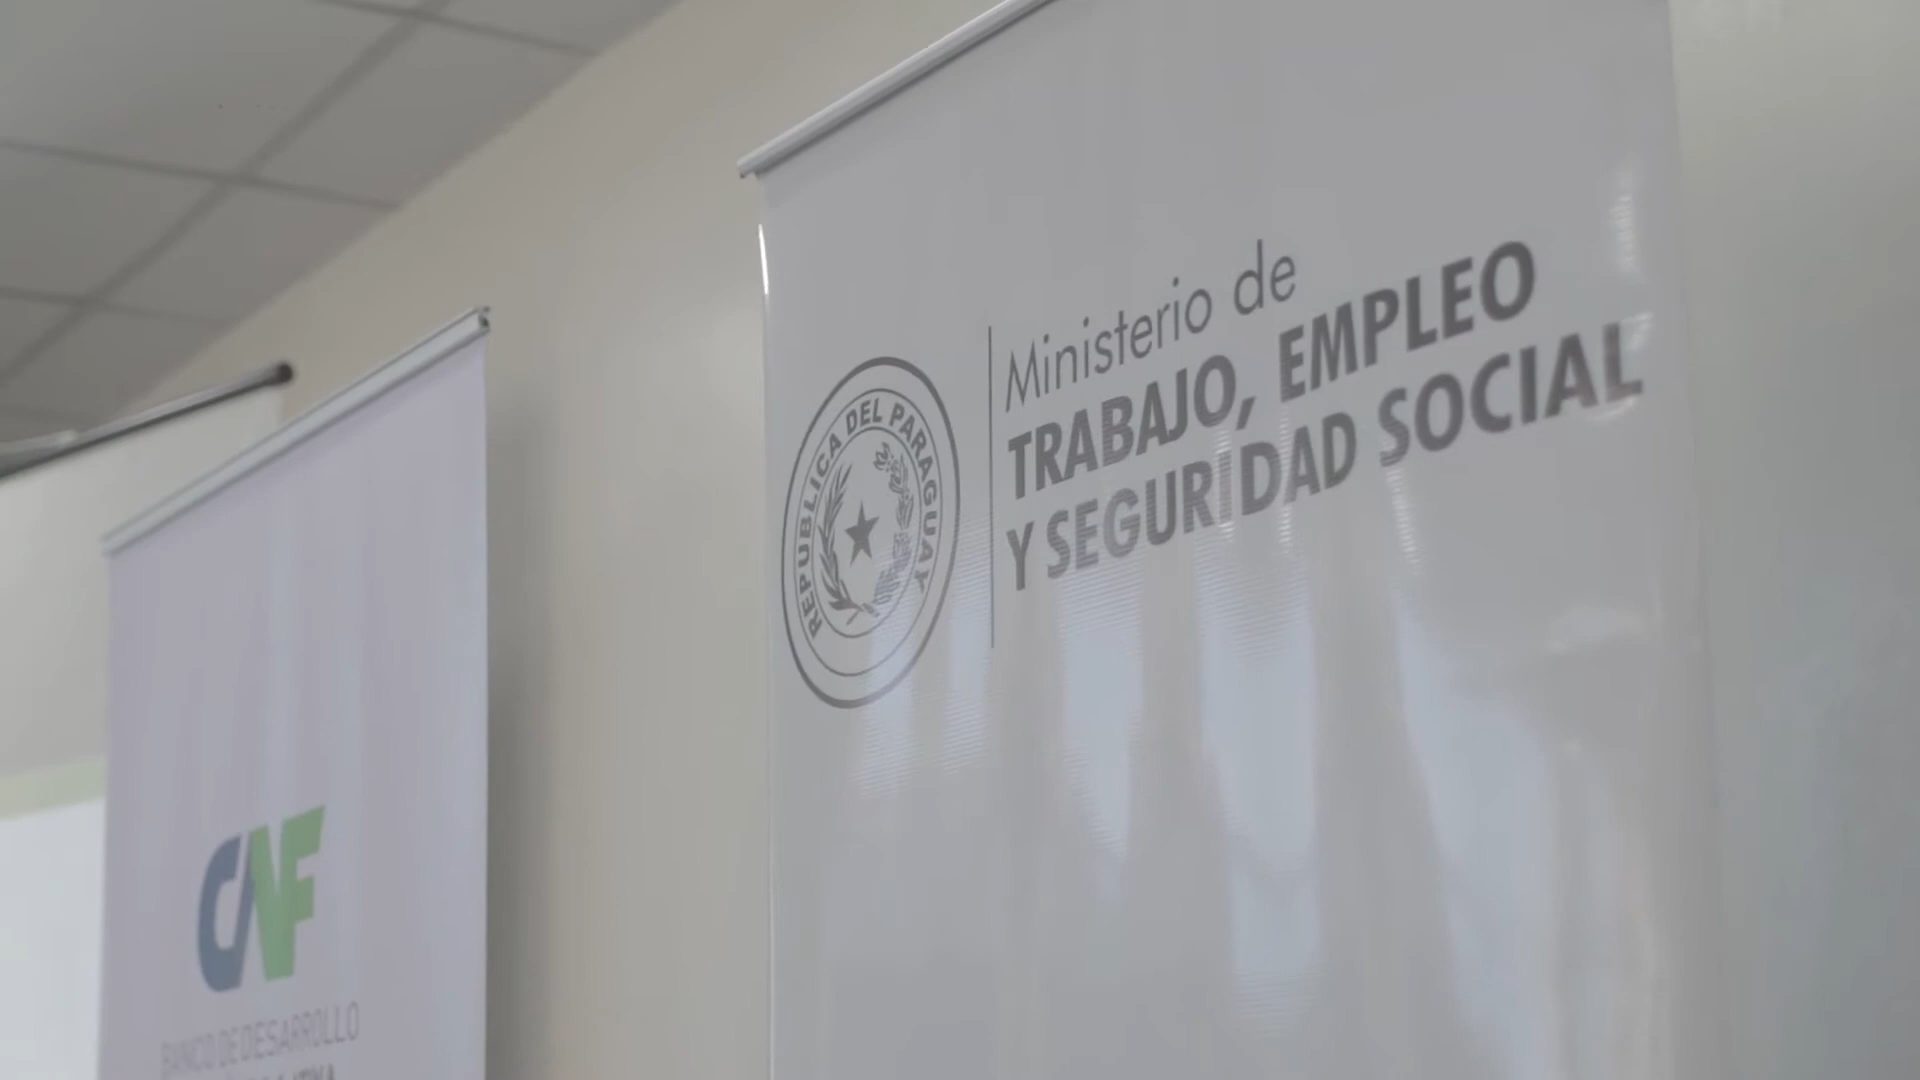 REPUBLICA DEL PARAGUAY
Ministerio de
TRABAJO, EMPLEO
Y SEGURIDAD SOCIAL
CAF
BANCO DE DESARROLLO